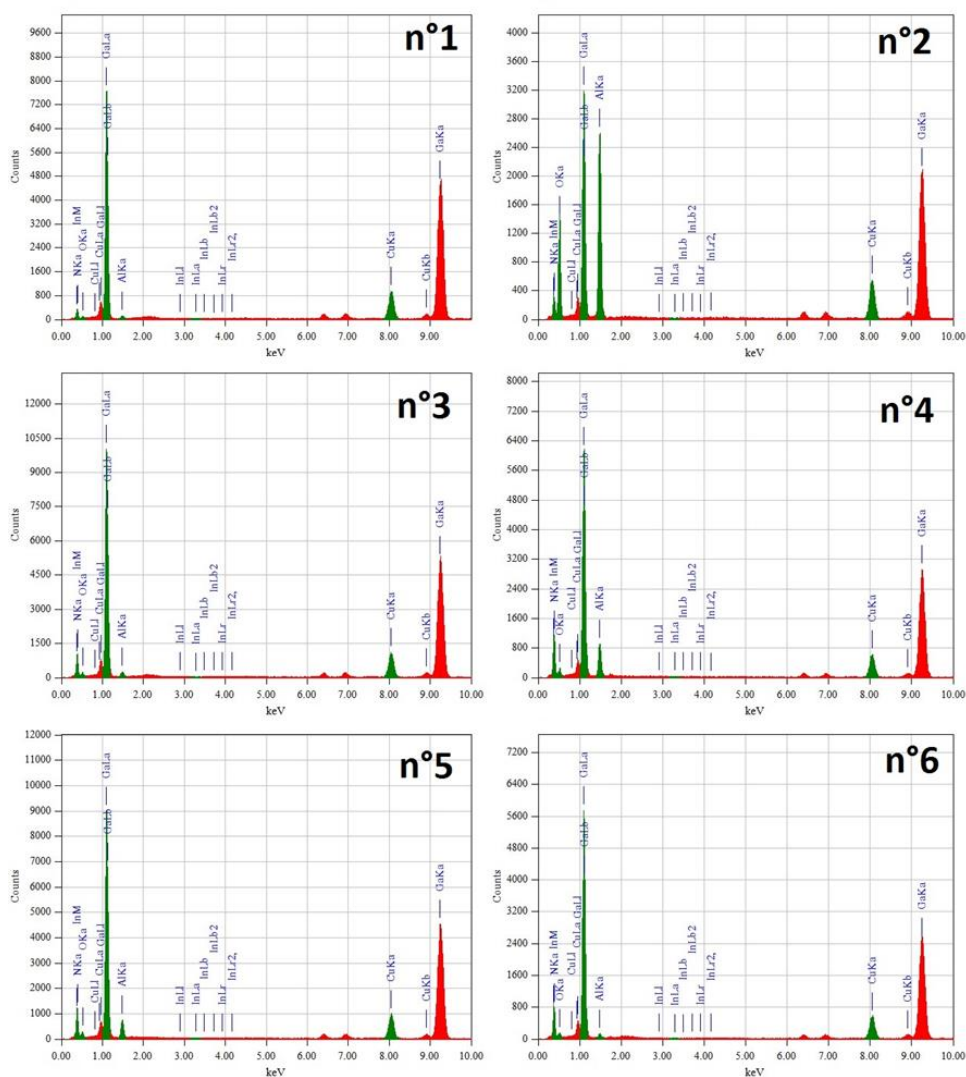 n°1
9600
8800
8000
7200
6400
5600
4800
4000
3200
2400
1600
800
0
Counts
NKa InM
OKa
CuLl
CuLa GaLl
GaLa
GaLb
AlKa
InLl
InLa
InLb
InLb2
InLr
InLr2,
CuKa
CuKb
GaKa
0.00 1.00 2.00 3.00 4.00 5.00 6.00 7.00 8.00 9.00 10.00
keV
n°2
4000
3600
3200
2800
2400
2000
1600
1200
800
400
0
Counts
NKa InM
OKa
CuLl
CuLa GaLl
GaLa
GaLb
AlKa
InLl
InLa
InLb
InLb2
InLr
InLr2,
CuKa
CuKb
GaKa
0.00 1.00 2.00 3.00 4.00 5.00 6.00 7.00 8.00 9.00 10.00
keV
n°3
12000
10500
9000
7500
6000
4500
3000
1500
0
Counts
NKa InM
OKa
CuLl
CuLa GaLl
GaLa
GaLb
AlKa
InLl
InLa
InLb
InLb2
InLr
InLr2,
CuKa
CuKb
GaKa
0.00 1.00 2.00 3.00 4.00 5.00 6.00 7.00 8.00 9.00 10.00
keV
n°4
8000
7200
6400
5600
4800
4000
3200
2400
1600
800
0
Counts
NKa InM
OKa
CuLl
CuLa GaLl
GaLa
GaLb
AlKa
InLl
InLa
InLb
InLb2
InLr
InLr2,
CuKa
CuKb
GaKa
0.00 1.00 2.00 3.00 4.00 5.00 6.00 7.00 8.00 9.00 10.00
keV
n°5
12000
11000
10000
9000
8000
7000
6000
5000
4000
3000
2000
1000
0
Counts
NKa InM
OKa
CuLl
CuLa GaLl
GaLa
GaLb
AlKa
InLl
InLa
InLb
InLb2
InLr
InLr2,
CuKa
CuKb
GaKa
0.00 1.00 2.00 3.00 4.00 5.00 6.00 7.00 8.00 9.00 10.00
keV
n°6
7200
6400
5600
4800
4000
3200
2400
1600
800
0
Counts
NKa InM
OKa
CuLl
CuLa GaLl
GaLa
GaLb
AlKa
InLl
InLa
InLb
InLb2
InLr
InLr2,
CuKa
CuKb
GaKa
0.00 1.00 2.00 3.00 4.00 5.00 6.00 7.00 8.00 9.00 10.00
keV